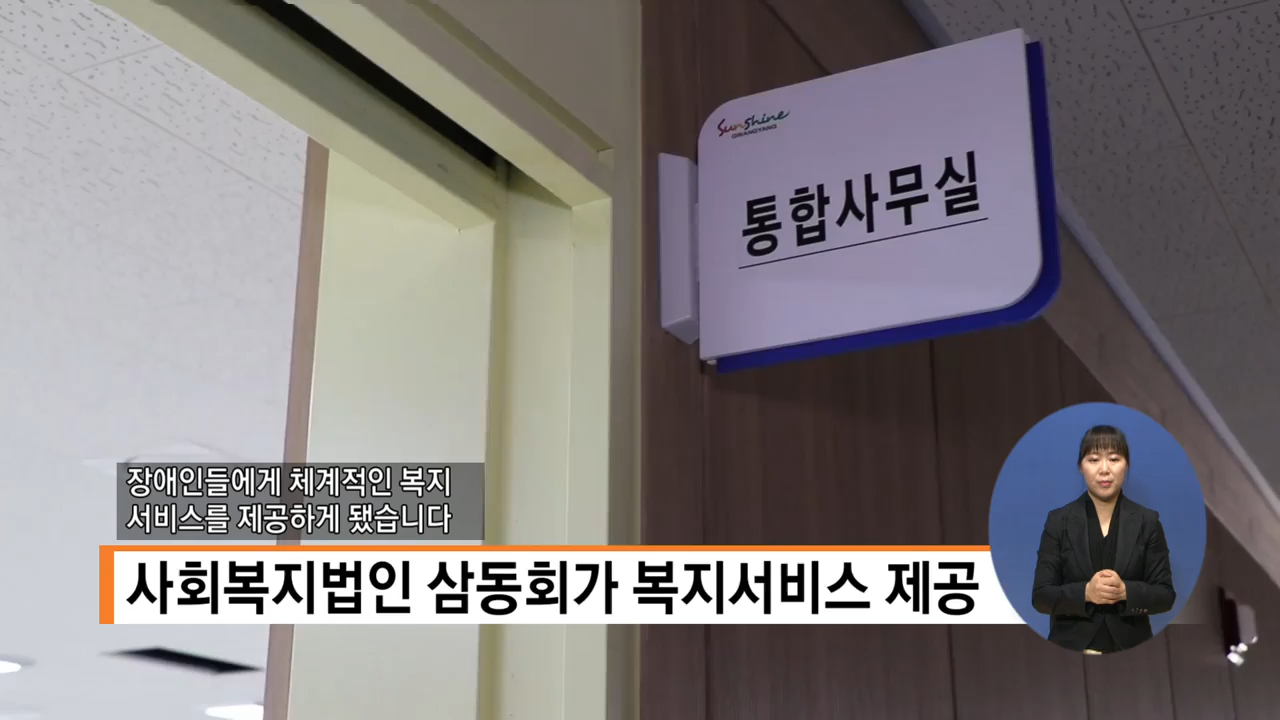 Sunshine
GWANGYANG
통합사무실
장애인들에게 체계적인 복지
서비스를 제공하게 됐습니다
사회복지법인 삼동회가 복지서비스 제공